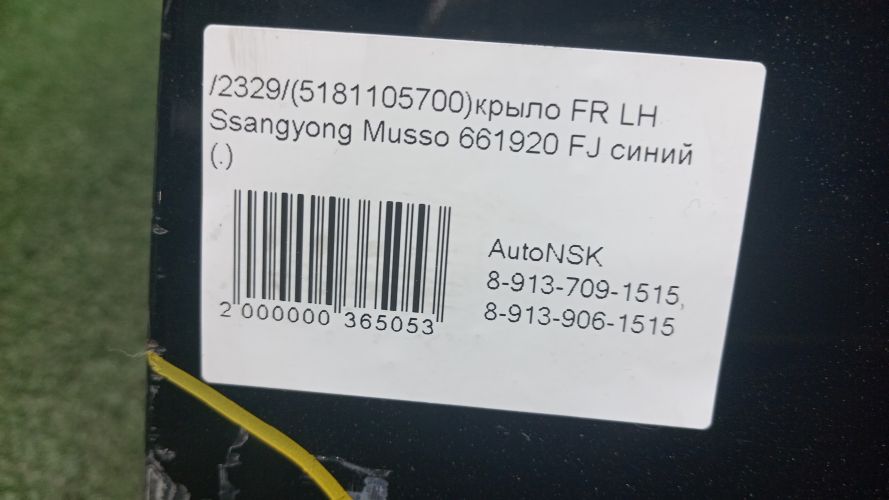 /2329/(5181105700)крыло FR LH
Ssangyong Musso 661920 FJ синий
(.)
AutoNSK
8-913-709-1515,
8-913-906-1515
2 000000 365053